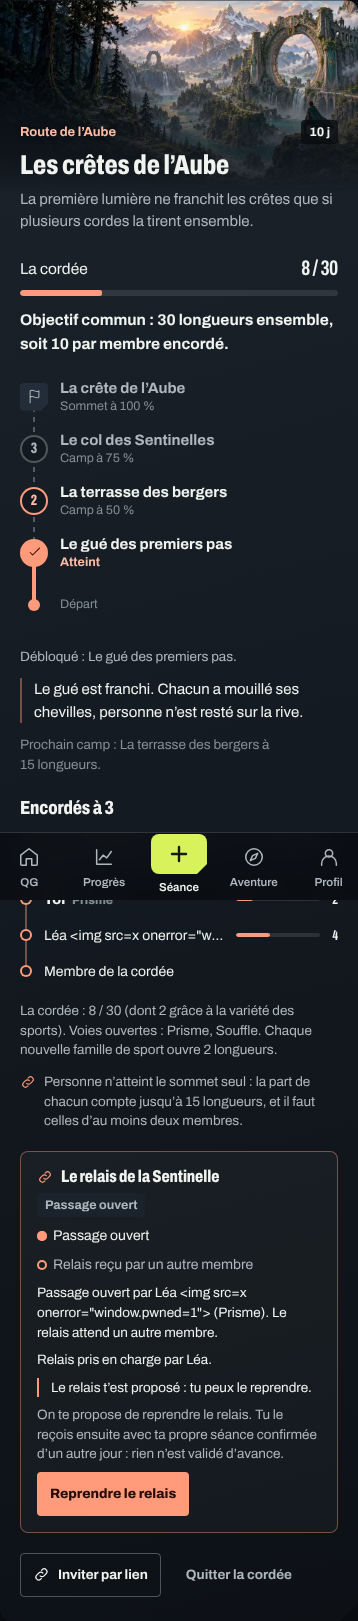 Route de l'Aube
10 j
Les crêtes de l'Aube
La première lumière ne franchit les crêtes que si
plusieurs cordes la tirent ensemble.
La cordée
8 / 30
Objectif commun : 30 longueurs ensemble,
soit 10 par membre encordé.
La crête de l'Aube
Sommet à 100 %
3
Le col des Sentinelles
Camp à 75 %
2
La terrasse des bergers
Camp à 50 %
Le gué des premiers pas
Atteint
Départ
Débloqué : Le gué des premiers pas.
Le gué est franchi. Chacun a mouillé ses
chevilles, personne n'est resté sur la rive.
Prochain camp : La terrasse des bergers à
15 longueurs.
Encordés à 3
QG
Progrès
Séance
Aventure
Profil
Toi Prisme
2
Léa <img src=x onerror="w...
4
Membre de la cordée
La cordée : 8 / 30 (dont 2 grâce à la variété des
sports). Voies ouvertes : Prisme, Souffle. Chaque
nouvelle famille de sport ouvre 2 longueurs.
Personne n'atteint le sommet seul : la part de
chacun compte jusqu'à 15 longueurs, et il faut
celles d'au moins deux membres.
Le relais de la Sentinelle
Passage ouvert
Passage ouvert
Relais reçu par un autre membre
Passage ouvert par Léa <img src=x
onerror="window.pwned=1"> (Prisme). Le
relais attend un autre membre.
Relais pris en charge par Léa.
Le relais t'est proposé : tu peux le reprendre.
On te propose de reprendre le relais. Tu le
reçois ensuite avec ta propre séance confirmée
d'un autre jour : rien n'est validé d'avance.
Reprendre le relais
Inviter par lien
Quitter la cordée